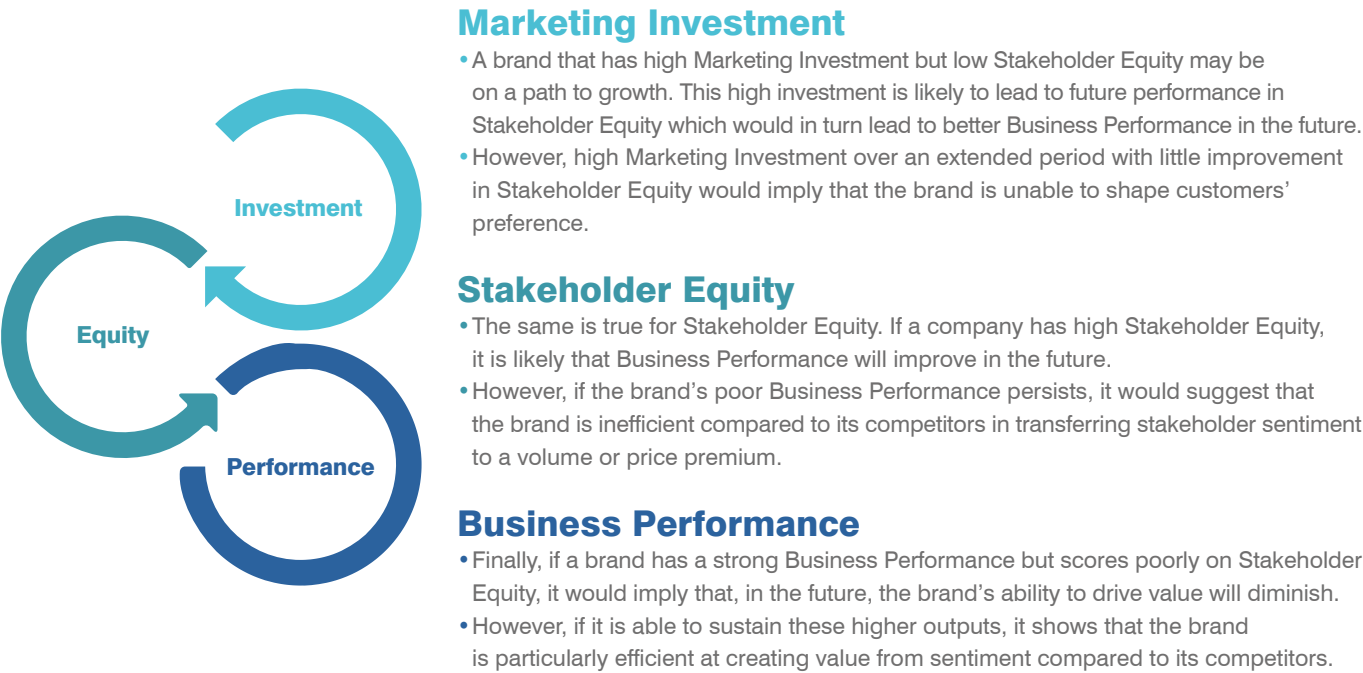 Investment
Equity
Performance
Marketing Investment
•A brand that has high Marketing Investment but low Stakeholder Equity may be
on a path to growth. This high investment is likely to lead to future performance in
Stakeholder Equity which would in turn lead to better Business Performance in the future.
•However, high Marketing Investment over an extended period with little improvement
in Stakeholder Equity would imply that the brand is unable to shape customers’
preference.
Stakeholder Equity
•The same is true for Stakeholder Equity. If a company has high Stakeholder Equity,
it is likely that Business Performance will improve in the future.
•However, if the brand’s poor Business Performance persists, it would suggest that
the brand is inefficient compared to its competitors in transferring stakeholder sentiment
to a volume or price premium.
Business Performance
•Finally, if a brand has a strong Business Performance but scores poorly on Stakeholder
Equity, it would imply that, in the future, the brand’s ability to drive value will diminish.
•However, if it is able to sustain these higher outputs, it shows that the brand
is particularly efficient at creating value from sentiment compared to its competitors.